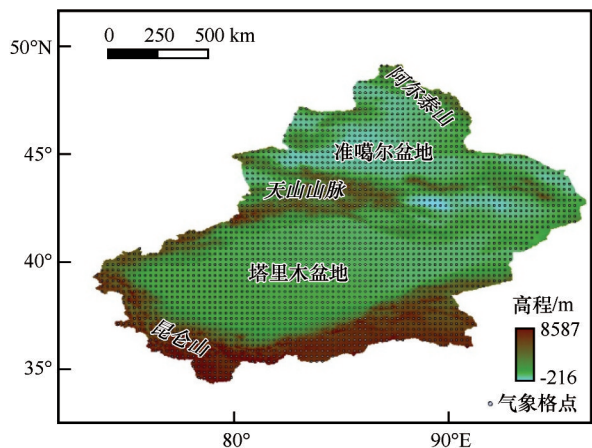 50°N
0 250 500 km
阿尔泰山
准噶尔盆地
45°
天山山脉
40°
塔里木盆地
昆仑山
35°
高程/m
8587
-216
气象格点
80°
90°E